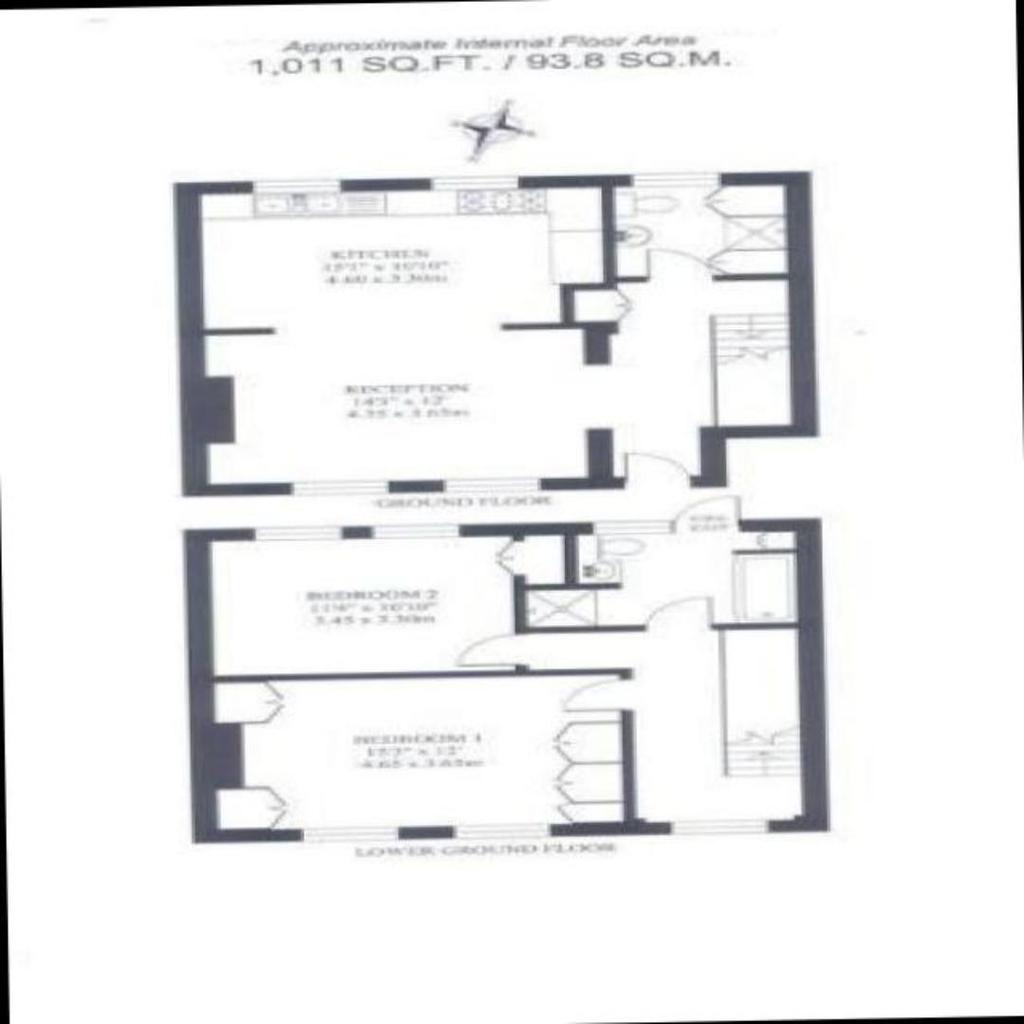 Approximate Internal Floor Area
1,011 SQ.FT. / 93.8 SQ.M.
KITCHEN
15'1" x 10'10"
4.60 x 3.30m
RECEPTION
14'3" x 12'
4.35 x 3.65m
GROUND FLOOR
BEDROOM 2
11'4" x 10'10"
3.45 x 3.30m
BEDROOM 1
15'3" x 12'
4.65 x 3.65m
LOWER GROUND FLOOR